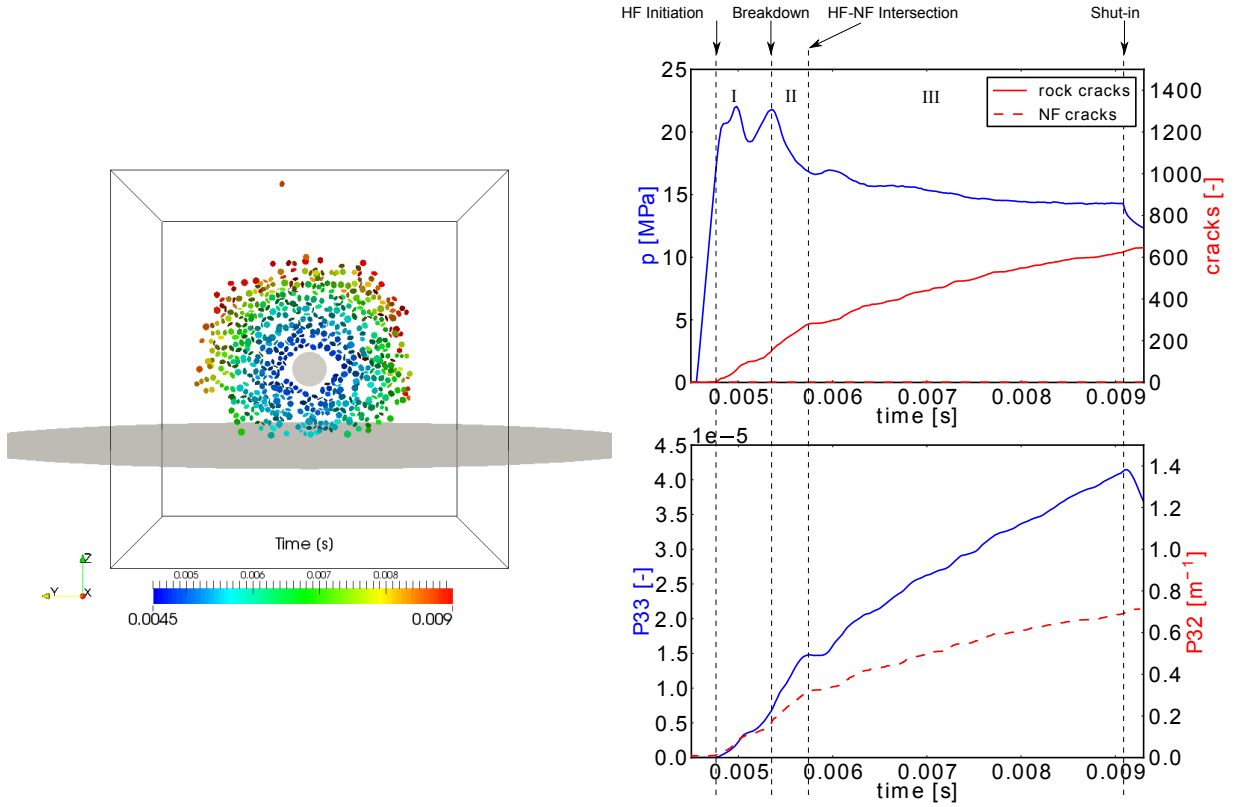 HF Initiation
Breakdown
HF-NF Intersection
Shut-in
25
20
15
10
5
0
p [MPa]
I
II
III
rock cracks
NF cracks
1400
1200
1000
800
600
400
200
0
cracks [-]
0.005
0.006
0.007
0.008
0.009
time [s]
1e-5
4.5
4.0
3.5
3.0
2.5
2.0
1.5
1.0
0.5
0.0
P33 [-]
1.4
1.2
1.0
0.8
0.6
0.4
0.2
0.0
P32 [m⁻¹]
0.005
0.006
0.007
0.008
0.009
time [s]
Time (s)
0.005
0.006
0.007
0.008
0.0045
0.009
Z
Y
X